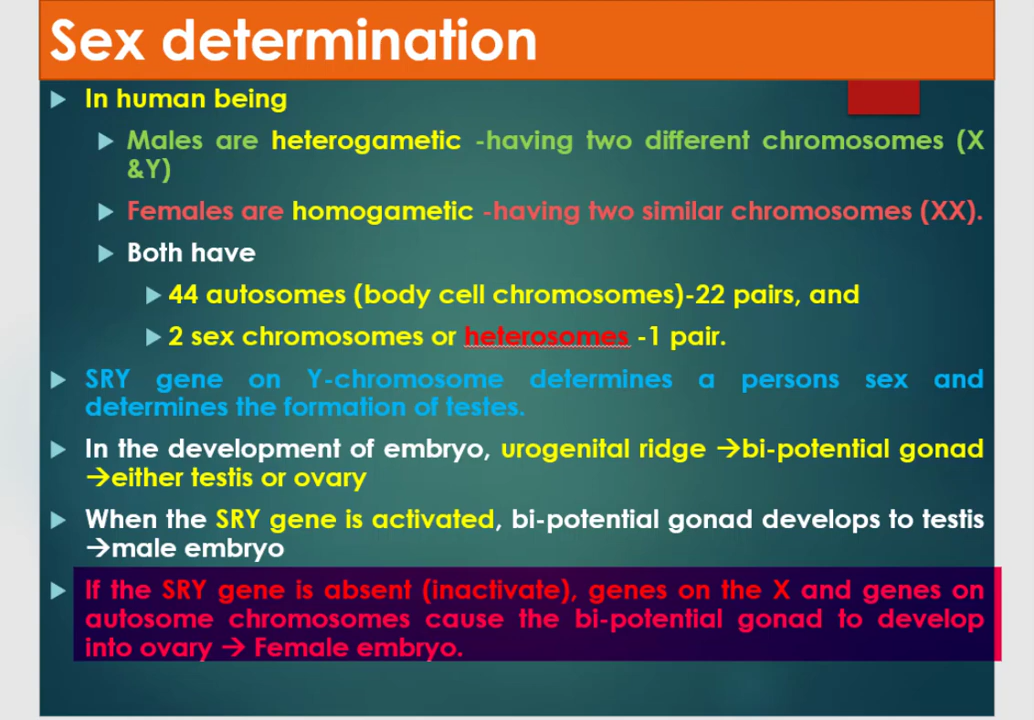 Sex determination
In human being
Males are heterogametic -having two different chromosomes (X
&Y)
Females are homogametic -having two similar chromosomes (XX).
Both have
44 autosomes (body cell chromosomes)-22 pairs, and
2 sex chromosomes or heterosomes -1 pair.
SRY gene on Y-chromosome determines a persons sex and
determines the formation of testes.
In the development of embryo, urogenital ridge →bi-potential gonad
→either testis or ovary
When the SRY gene is activated, bi-potential gonad develops to testis
→male embryo
If the SRY gene is absent (inactivate), genes on the X and genes on
autosome chromosomes cause the bi-potential gonad to develop
into ovary → Female embryo.